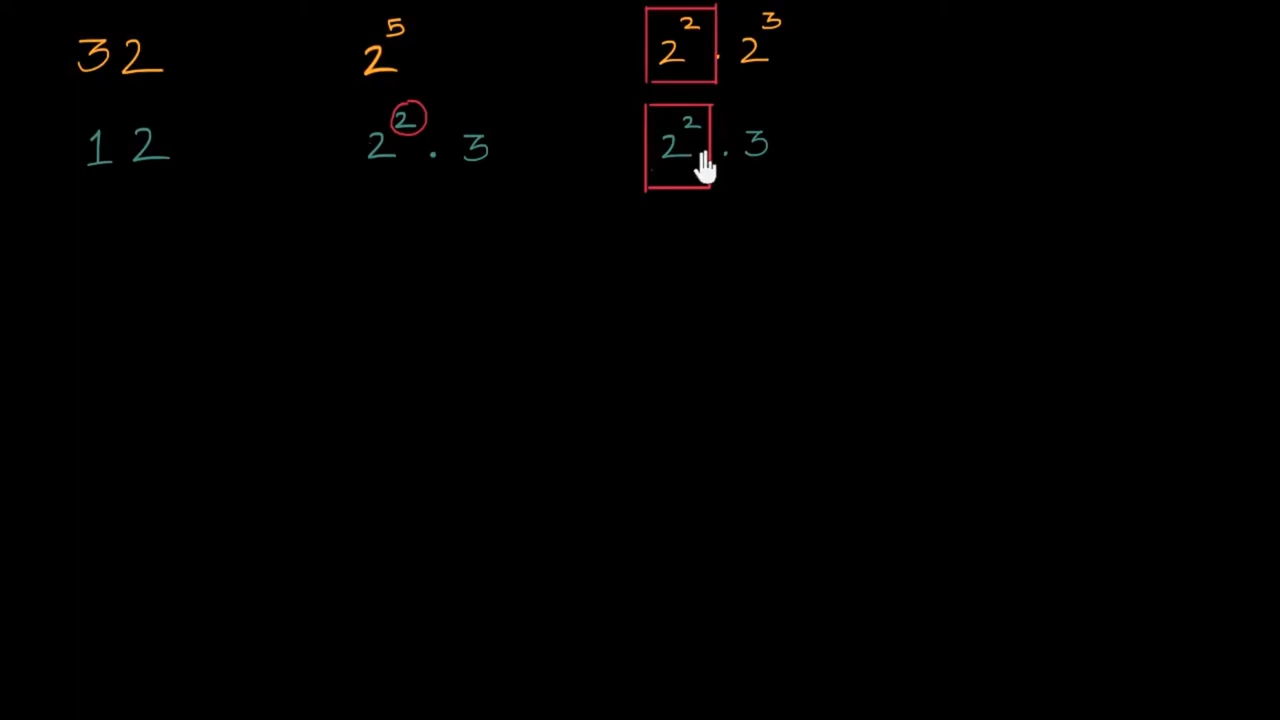 32 2⁵ 2² . 2³
12 2² . 3 2² . 3